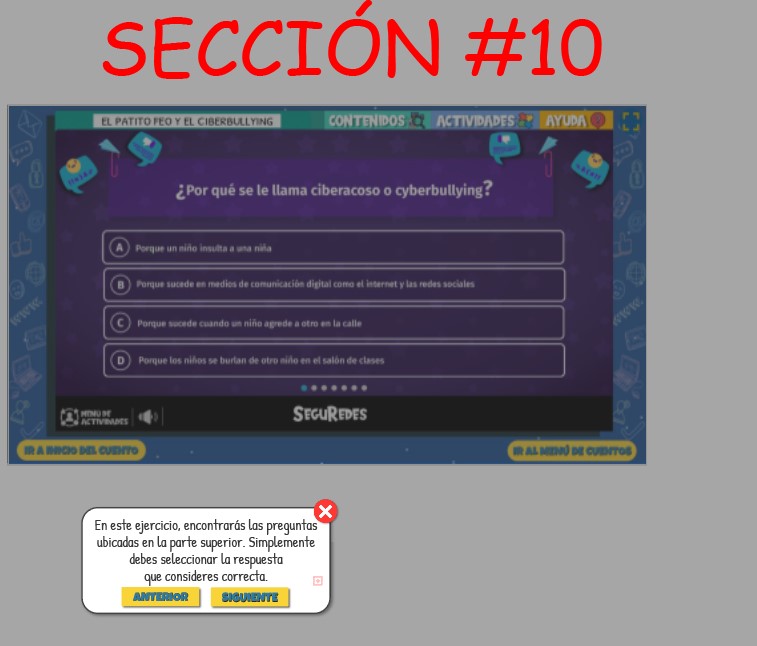 SECCIÓN #10
EL PATITO FEO Y EL CIBERBULLYING
CONTENIDOS
ACTIVIDADES
AYUDA
¿Por qué se le llama ciberacoso o cyberbullying?
A Porque un niño insulta a una niña
B Porque sucede en medios de comunicación digital como el internet y las redes sociales
C Porque sucede cuando un niño agrede a otro en la calle
D Porque los niños se burlan de otro niño en el salón de clases
MENÚ DE
ACTIVIDADES
SEGUREDES
IR A INICIO DEL CUENTO
IR AL MENÚ DE CUENTOS
En este ejercicio, encontrarás las preguntas
ubicadas en la parte superior. Simplemente
debes seleccionar la respuesta
que consideres correcta.
ANTERIOR
SIGUIENTE